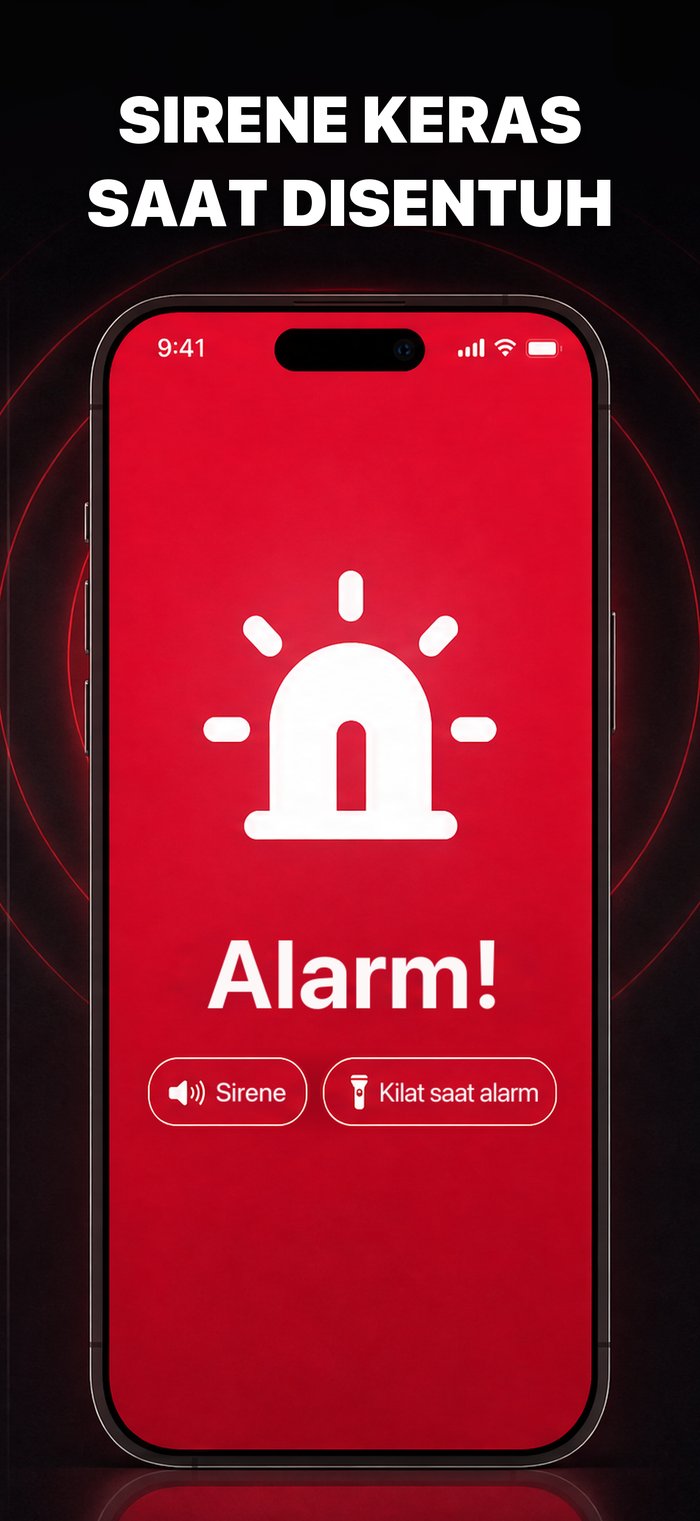 SIRENE KERAS
SAAT DISENTUH
9:41
Alarm!
Sirene
Kilat saat alarm